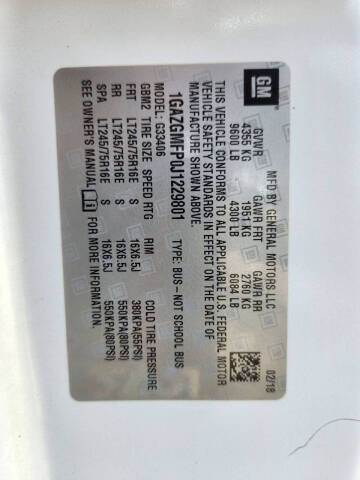 GM
MFD BY GENERAL MOTORS LLC
02/18
GVWR GAWR FRT GAWR RR
4355 KG 1951 KG 2760 KG
9600 LB 4300 LB 6084 LB
THIS VEHICLE CONFORMS TO ALL APPLICABLE U.S. FEDERAL MOTOR
VEHICLE SAFETY STANDARDS IN EFFECT ON THE DATE OF
MANUFACTURE SHOWN ABOVE.
1GAZGMFP0J1229801 TYPE: BUS-NOT SCHOOL BUS
MODEL: G33406
GBM2 TIRE SIZE SPEED RTG RIM COLD TIRE PRESSURE
FRT LT245/75R16E S 16X6.5J 380KPA(55PSI)
RR LT245/75R16E S 16X6.5J 550KPA(80PSI)
SPA LT245/75R16E S 16X6.5J 550KPA(80PSI)
SEE OWNER'S MANUAL